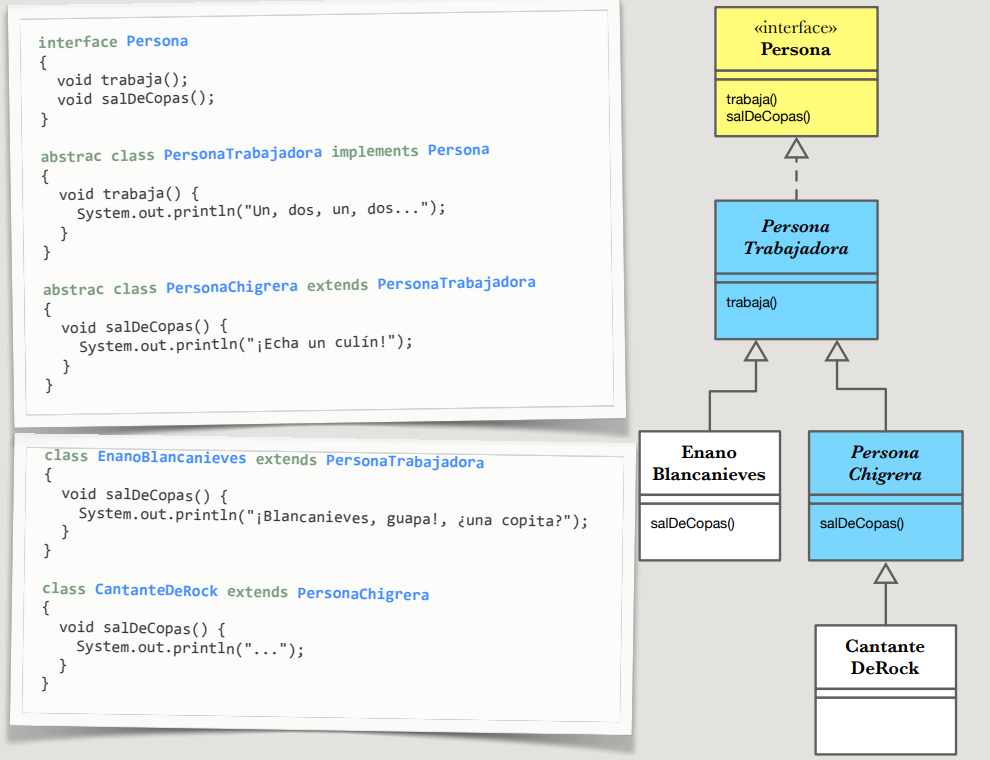 interface Persona
{
void trabaja();
void salDeCopas();
}
abstrac class PersonaTrabajadora implements Persona
{
void trabaja() {
System.out.println("Un, dos, un, dos...");
}
}
abstrac class PersonaChigrera extends PersonaTrabajadora
{
void salDeCopas() {
System.out.println("¡Echa un culín!");
}
}
class EnanoBlancanieves extends PersonaTrabajadora
{
void salDeCopas() {
System.out.println("¡Blancanieves, guapa!, ¿una copita?");
}
}
class CantanteDeRock extends PersonaChigrera
{
void salDeCopas() {
System.out.println("...");
}
}
«interface»
Persona
trabaja()
salDeCopas()
Persona
Trabajadora
trabaja()
Enano
Blancanieves
salDeCopas()
Persona
Chigrera
salDeCopas()
Cantante
DeRock